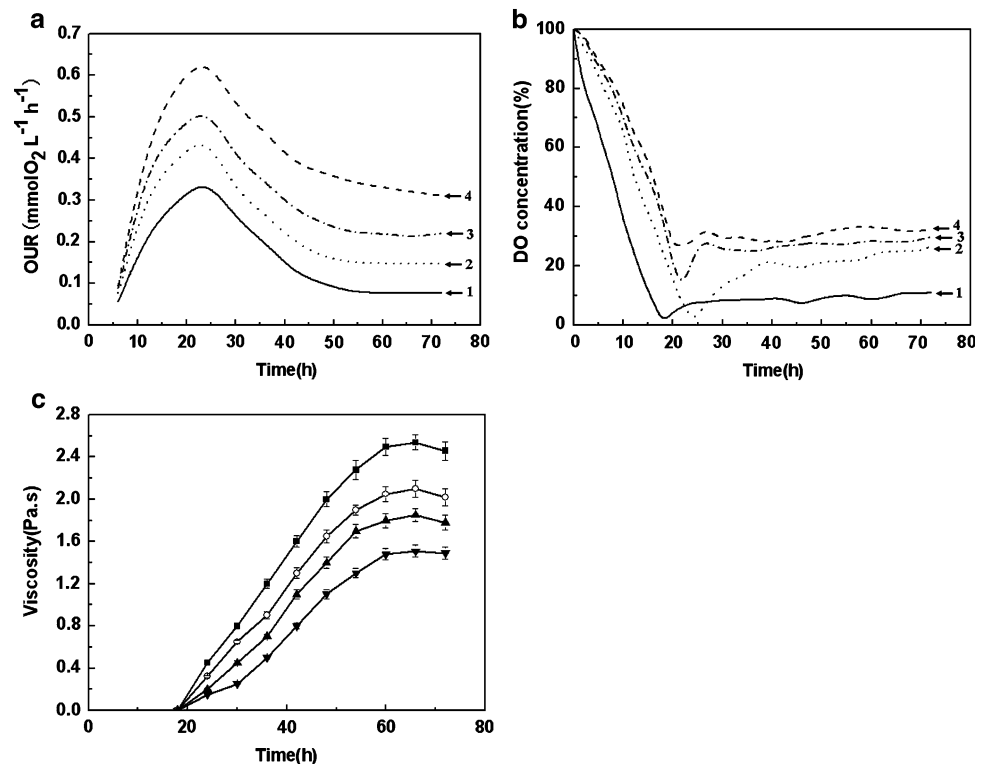 a
OUR (mmolO2 L-1 h-1)
0.7
0.6
0.5
0.4
0.3
0.2
0.1
0.0
4
3
2
1
0 10 20 30 40 50 60 70 80
Time(h)
b
DO concentration(%)
100
80
60
40
20
0
4
3
2
1
0 10 20 30 40 50 60 70 80
Time(h)
c
Viscosity(Pa.s)
2.8
2.4
2.0
1.6
1.2
0.8
0.4
0.0
0 20 40 60 80
Time(h)